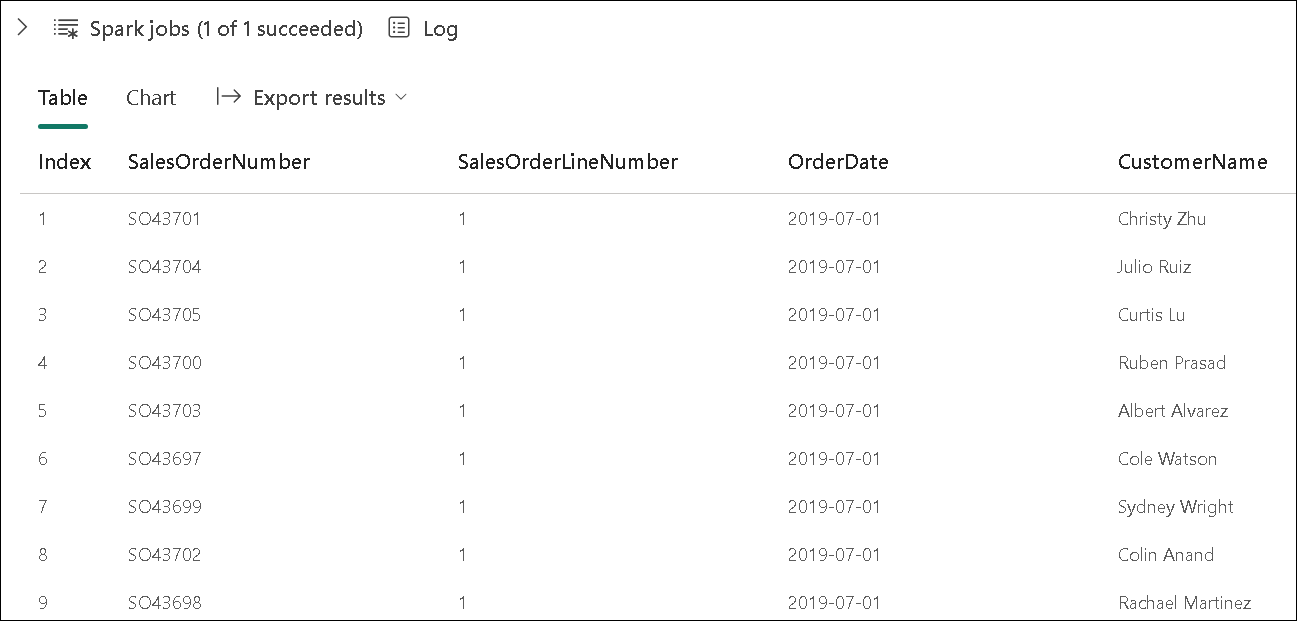 Spark jobs (1 of 1 succeeded) Log
Table Chart Export results
Index SalesOrderNumber SalesOrderLineNumber OrderDate CustomerName
1 SO43701 1 2019-07-01 Christy Zhu
2 SO43704 1 2019-07-01 Julio Ruiz
3 SO43705 1 2019-07-01 Curtis Lu
4 SO43700 1 2019-07-01 Ruben Prasad
5 SO43703 1 2019-07-01 Albert Alvarez
6 SO43697 1 2019-07-01 Cole Watson
7 SO43699 1 2019-07-01 Sydney Wright
8 SO43702 1 2019-07-01 Colin Anand
9 SO43698 1 2019-07-01 Rachael Martinez